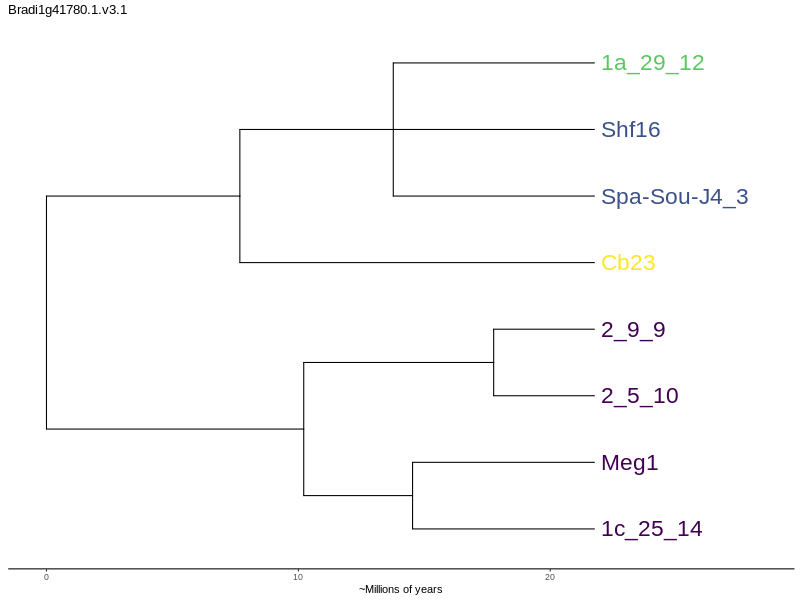 Bradi1g41780.1.v3.1
1a_29_12
Shf16
Spa-Sou-J4_3
Cb23
2_9_9
2_5_10
Meg1
1c_25_14
0 10 20
~Millions of years